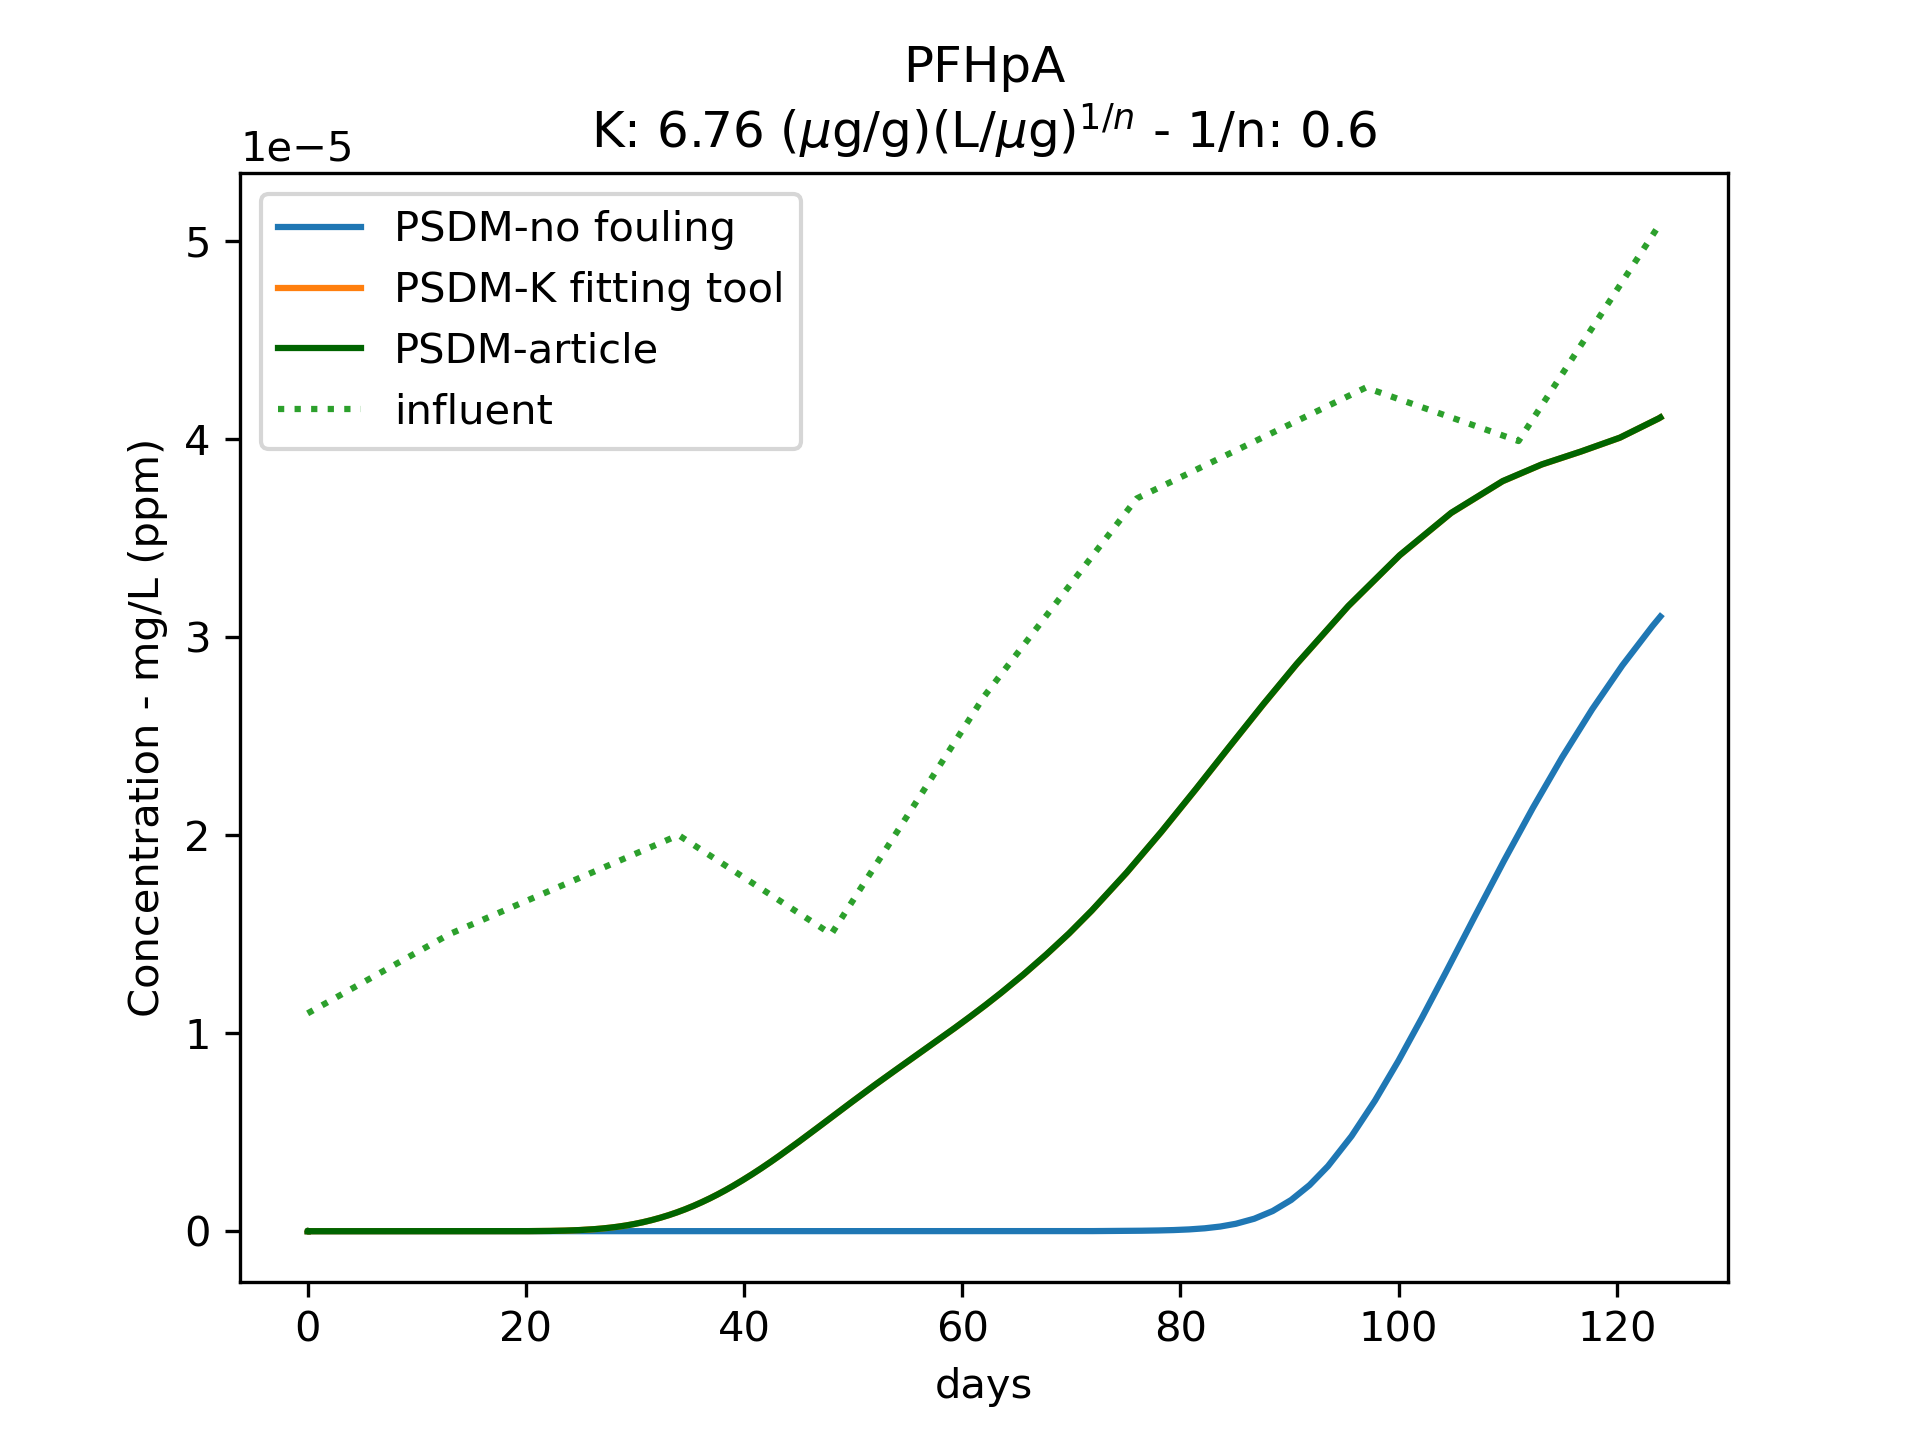 PFHpA
K: 6.76 (μg/g)(L/μg)^{1/n} - 1/n: 0.6
1e−5
PSDM-no fouling
PSDM-K fitting tool
PSDM-article
influent
5
4
3
2
1
0
Concentration - mg/L (ppm)
0 20 40 60 80 100 120
days